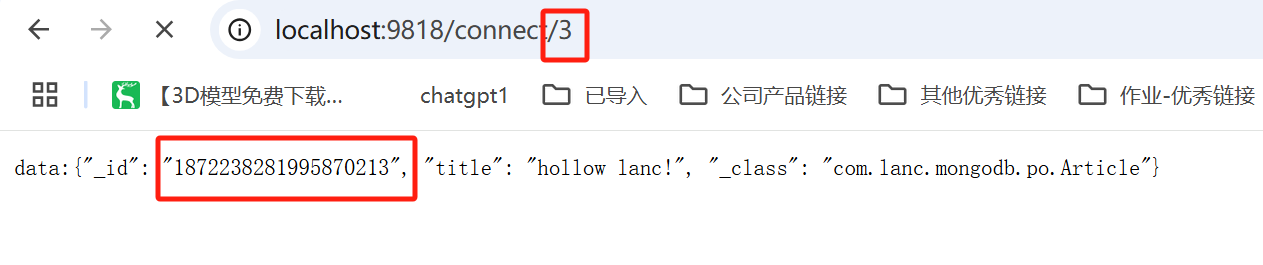 localhost:9818/connect/3
【3D模型免费下载... chatgpt1 已导入 公司产品链接 其他优秀链接 作业-优秀链接
data:{"_id": "1872238281995870213", "title": "hollow lanc!", "_class": "com.lanc.mongodb.po.Article"}